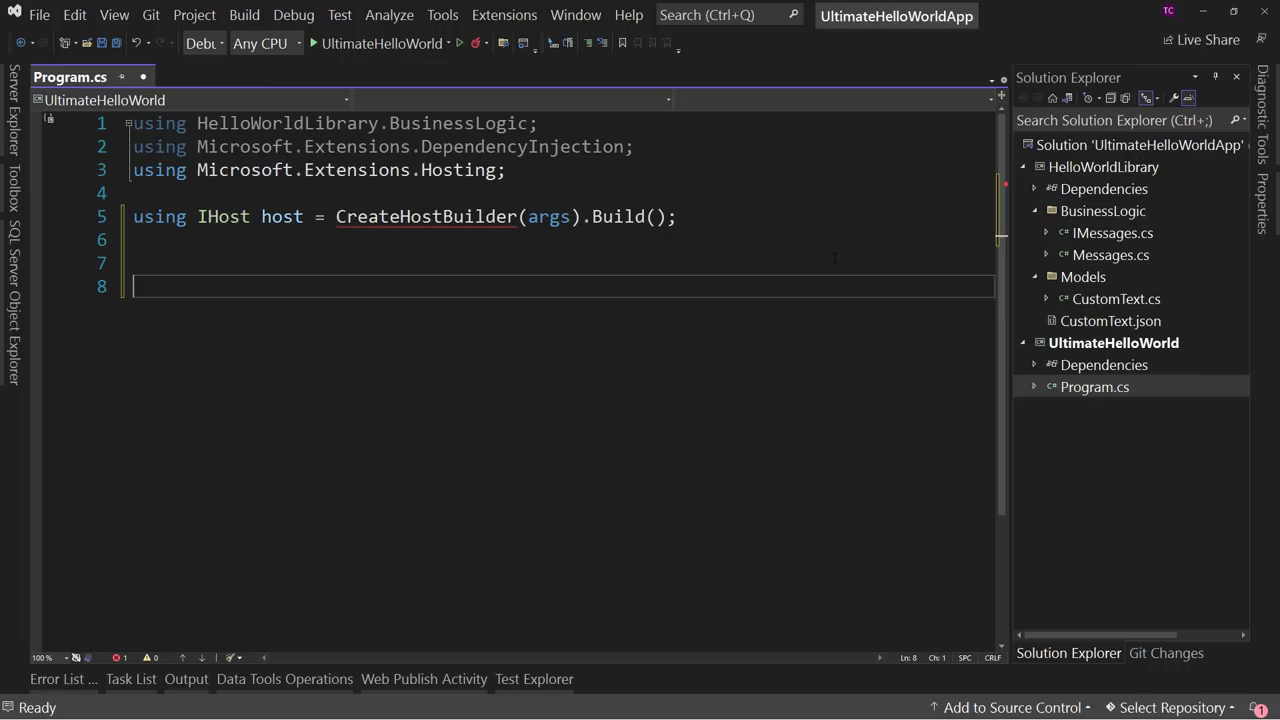 File Edit View Git Project Build Debug Test Analyze Tools Extensions Window Help Search (Ctrl+Q) UltimateHelloWorldApp TC
Debu Any CPU UltimateHelloWorld Live Share
Program.cs
UltimateHelloWorld
1 using HelloWorldLibrary.BusinessLogic;
2 using Microsoft.Extensions.DependencyInjection;
3 using Microsoft.Extensions.Hosting;
4
5 using IHost host = CreateHostBuilder(args).Build();
6
7
8
100 % 1 0 Ln: 8 Ch: 1 SPC CRLF
Server Explorer
Toolbox
SQL Server Object Explorer
Solution Explorer
Search Solution Explorer (Ctrl+;)
Solution 'UltimateHelloWorldApp' (
HelloWorldLibrary
Dependencies
BusinessLogic
C# IMessages.cs
C# Messages.cs
Models
C# CustomText.cs
CustomText.json
UltimateHelloWorld
Dependencies
C# Program.cs
Solution Explorer Git Changes
Diagnostic Tools
Properties
Error List ... Task List Output Data Tools Operations Web Publish Activity Test Explorer
Ready Add to Source Control Select Repository 1